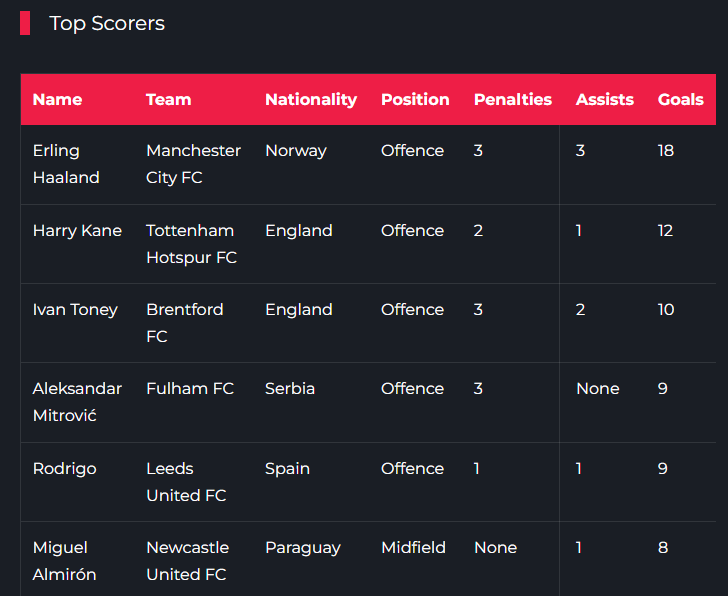 Top Scorers
Name Team Nationality Position Penalties Assists Goals
Erling Manchester Norway Offence 3 3 18
Haaland City FC
Harry Kane Tottenham England Offence 2 1 12
Hotspur FC
Ivan Toney Brentford England Offence 3 2 10
FC
Aleksandar Fulham FC Serbia Offence 3 None 9
Mitrović
Rodrigo Leeds Spain Offence 1 1 9
United FC
Miguel Newcastle Paraguay Midfield None 1 8
Almirón United FC